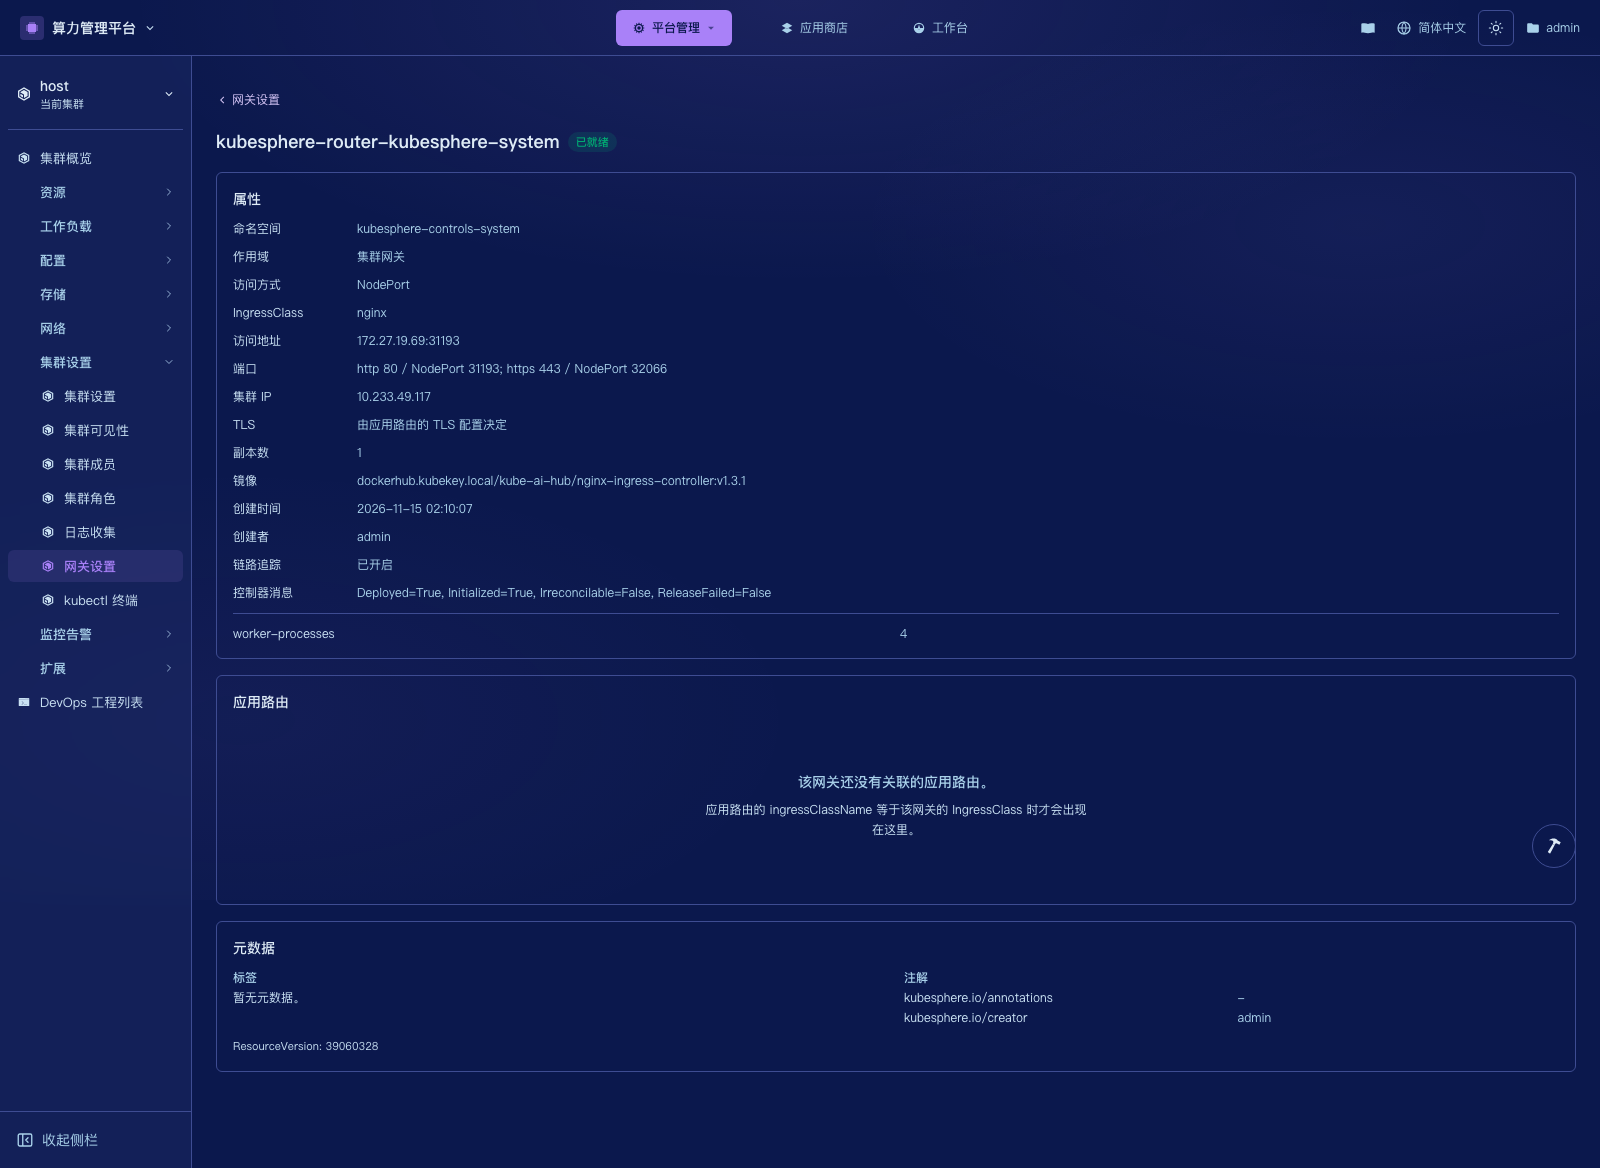 算力管理平台
平台管理
应用商店
工作台
简体中文
admin
host
当前集群
集群概览
资源
工作负载
配置
存储
网络
集群设置
集群设置
集群可见性
集群成员
集群角色
日志收集
网关设置
kubectl 终端
监控告警
扩展
DevOps 工程列表
收起侧栏
网关设置
kubesphere-router-kubesphere-system 已就绪
属性
命名空间 kubesphere-controls-system
作用域 集群网关
访问方式 NodePort
IngressClass nginx
访问地址 172.27.19.69:31193
端口 http 80 / NodePort 31193; https 443 / NodePort 32066
集群 IP 10.233.49.117
TLS 由应用路由的 TLS 配置决定
副本数 1
镜像 dockerhub.kubekey.local/kube-ai-hub/nginx-ingress-controller:v1.3.1
创建时间 2026-11-15 02:10:07
创建者 admin
链路追踪 已开启
控制器消息 Deployed=True, Initialized=True, Irreconcilable=False, ReleaseFailed=False
worker-processes 4
应用路由
该网关还没有关联的应用路由。
应用路由的 ingressClassName 等于该网关的 IngressClass 时才会出现
在这里。
元数据
标签
暂无元数据。
注解
kubesphere.io/annotations -
kubesphere.io/creator admin
ResourceVersion: 39060328